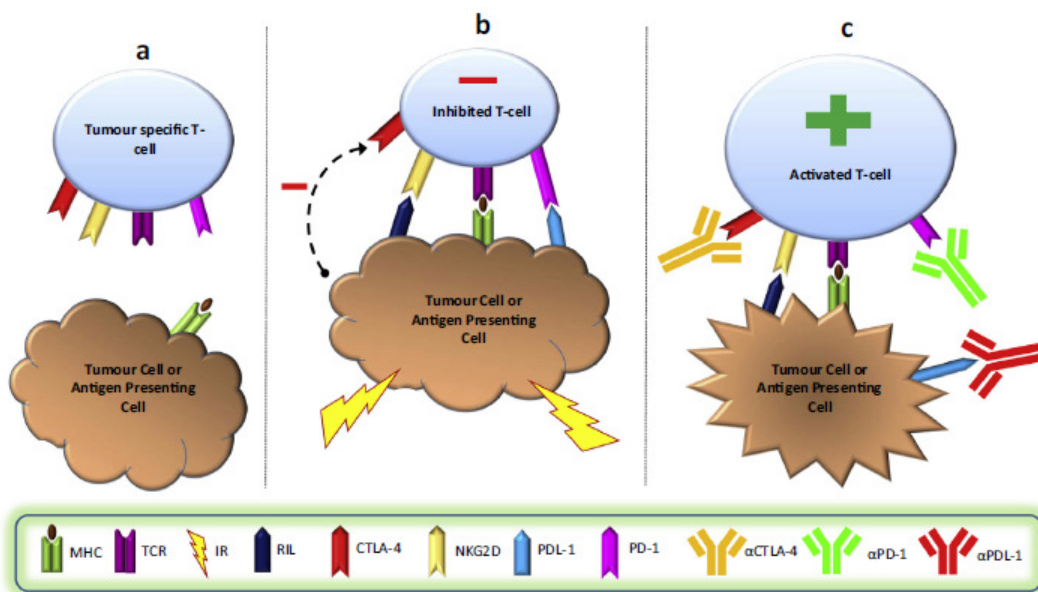 a
b
c
Tumour specific T-
cell
Inhibited T-cell
Activated T-cell
Tumour Cell or
Antigen Presenting
Cell
Tumour Cell or
Antigen Presenting
Cell
Tumour Cell or
Antigen Presenting
Cell
MHC
TCR
IR
RIL
CTLA-4
NKG2D
PDL-1
PD-1
αCTLA-4
αPD-1
αPDL-1